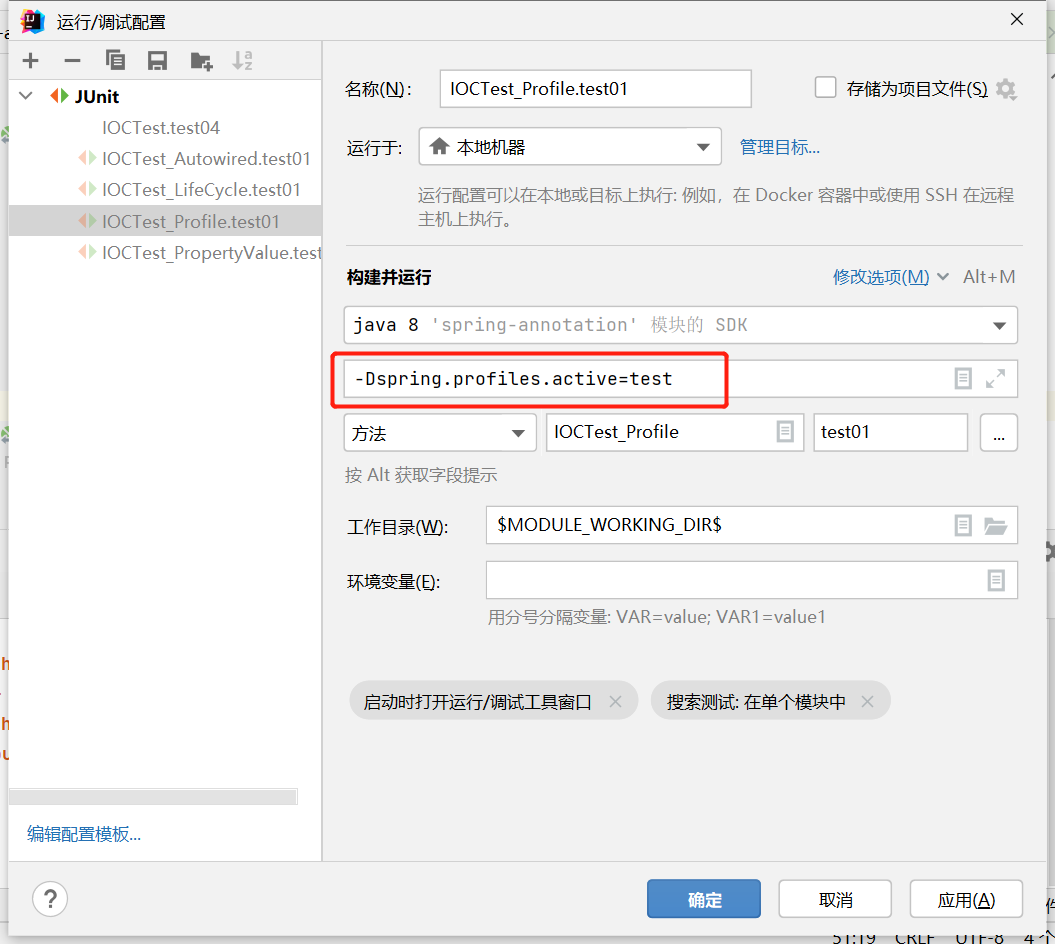 运行/调试配置
JUnit
IOCTest.test04
IOCTest_Autowired.test01
IOCTest_LifeCycle.test01
IOCTest_Profile.test01
IOCTest_PropertyValue.test
编辑配置模板...
名称(N): IOCTest_Profile.test01 存储为项目文件(S)
运行于: 本地机器 管理目标...
运行配置可以在本地或目标上执行: 例如，在 Docker 容器中或使用 SSH 在远程
主机上执行。
构建并运行 修改选项(M) Alt+M
java 8 'spring-annotation' 模块的 SDK
-Dspring.profiles.active=test
方法 IOCTest_Profile test01 ...
按 Alt 获取字段提示
工作目录(W): $MODULE_WORKING_DIR$
环境变量(E):
用分号分隔变量: VAR=value; VAR1=value1
启动时打开运行/调试工具窗口 搜索测试: 在单个模块中
? 确定 取消 应用(A)
51:19 CRLF UTF-8 4 个